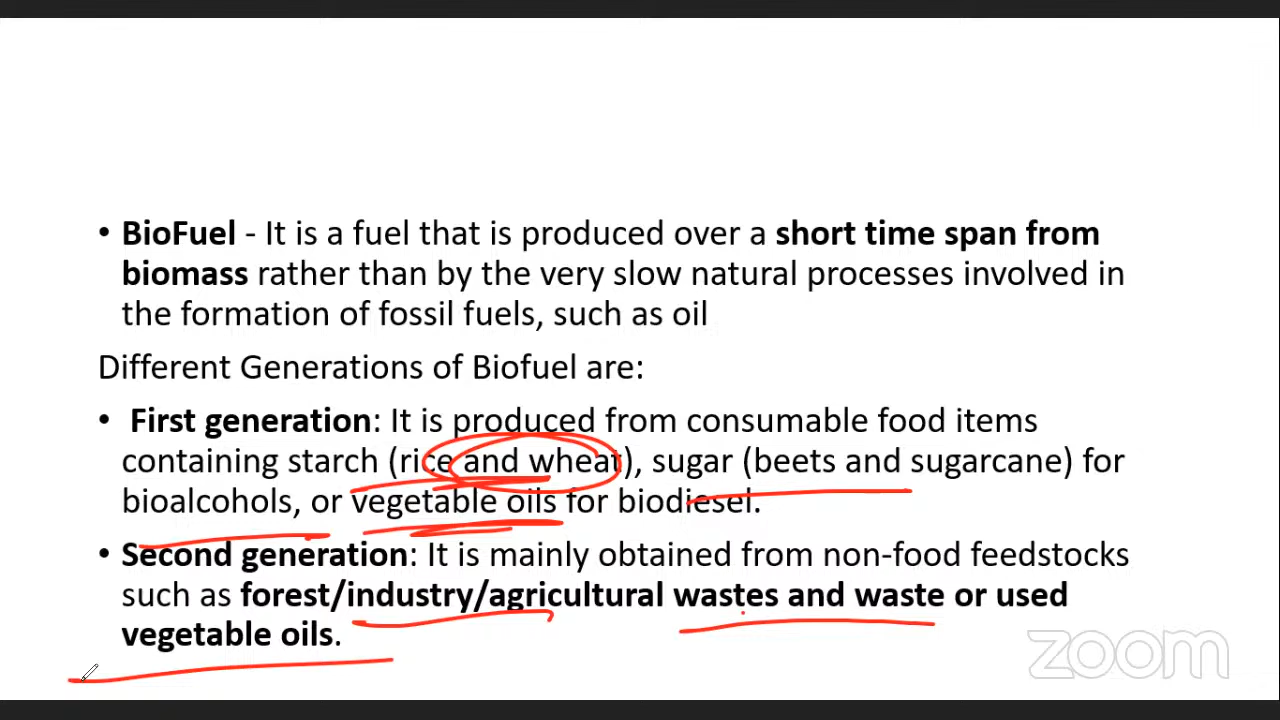 • BioFuel - It is a fuel that is produced over a short time span from
biomass rather than by the very slow natural processes involved in
the formation of fossil fuels, such as oil
Different Generations of Biofuel are:
• First generation: It is produced from consumable food items
containing starch (rice and wheat), sugar (beets and sugarcane) for
bioalcohols, or vegetable oils for biodiesel.
• Second generation: It is mainly obtained from non-food feedstocks
such as forest/industry/agricultural wastes and waste or used
vegetable oils.
zoom